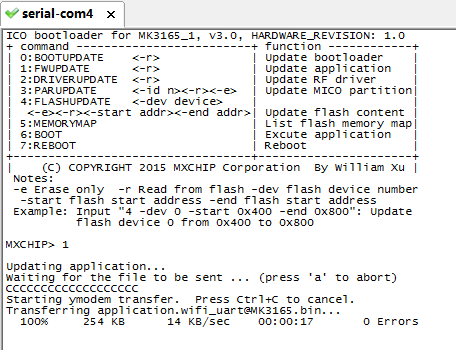 serial-com4
ICO bootloader for MK3165_1, v3.0, HARDWARE_REVISION: 1.0
+ command -------------------------+ function ------------+
| 0:BOOTUPDATE    <-r>             | Update bootloader    |
| 1:FWUPDATE      <-r>             | Update application   |
| 2:DRIVERUPDATE  <-r>             | Update RF driver     |
| 3:PARUPDATE     <-id n><-r><-e>  | Update MICO partition|
| 4:FLASHUPDATE   <-dev device>    |                      |
|  <-e><-r><-start addr><-end addr>| Update flash content |
| 5:MEMORYMAP                      | List flash memory map|
| 6:BOOT                           | Excute application   |
| 7:REBOOT                         | Reboot               |
+----------------------------------+----------------------+
|    (C) COPYRIGHT 2015 MXCHIP Corporation  By William Xu |
Notes:
-e Erase only  -r Read from flash -dev flash device number
-start flash start address -end flash start address
Example: Input "4 -dev 0 -start 0x400 -end 0x800": Update
flash device 0 from 0x400 to 0x800
MXCHIP> 1
Updating application...
Waiting for the file to be sent ... (press 'a' to abort)
CCCCCCCCCCCCCCCCCCC
Starting ymodem transfer.  Press Ctrl+C to cancel.
Transferring application.wifi_uart@MK3165.bin...
100%     254 KB      14 KB/sec    00:00:17       0 Errors